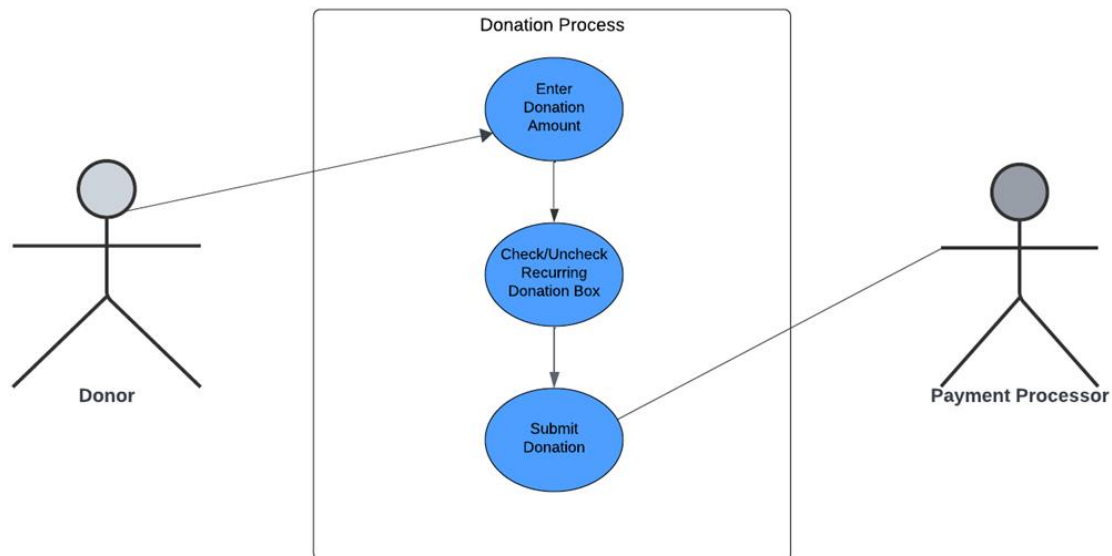 Donation Process
Enter
Donation
Amount
Check/Uncheck
Recurring
Donation Box
Submit
Donation
Donor
Payment Processor